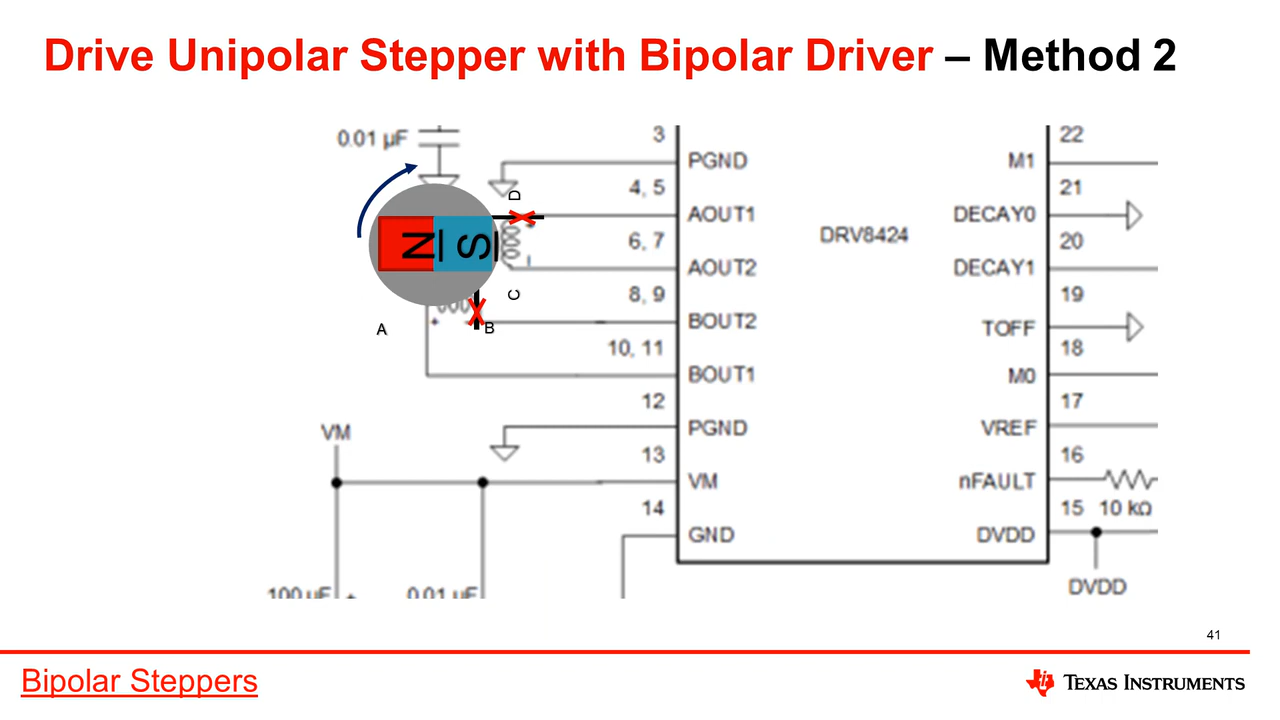 Drive Unipolar Stepper with Bipolar Driver – Method 2
0.01 µF
3
PGND
4, 5
AOUT1
6, 7
AOUT2
8, 9
BOUT2
10, 11
BOUT1
12
PGND
13
VM
14
GND
DRV8424
22
M1
21
DECAY0
20
DECAY1
19
TOFF
18
M0
17
VREF
16
nFAULT
15
10 kΩ
DVDD
DVDD
N
S
D
C
A
B
+
+
VM
100 µF
+
0.01 µF
41
Bipolar Steppers
TEXAS INSTRUMENTS